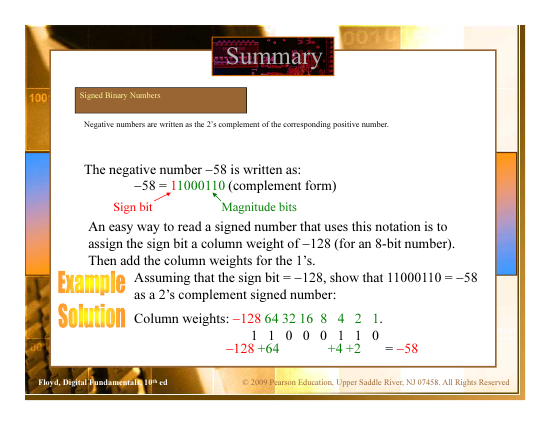 Summary
Signed Binary Numbers
Negative numbers are written as the 2’s complement of the corresponding positive number.
The negative number –58 is written as:
–58 = 11000110 (complement form)
Sign bit Magnitude bits
An easy way to read a signed number that uses this notation is to
assign the sign bit a column weight of –128 (for an 8-bit number).
Then add the column weights for the 1’s.
Example
Assuming that the sign bit = –128, show that 11000110 = –58
as a 2’s complement signed number:
Solution
Column weights: –128 64 32 16 8 4 2 1.
1 1 0 0 0 1 1 0
–128 +64 +4 +2 = –58
Floyd, Digital Fundamentals, 10th ed © 2009 Pearson Education, Upper Saddle River, NJ 07458. All Rights Reserved